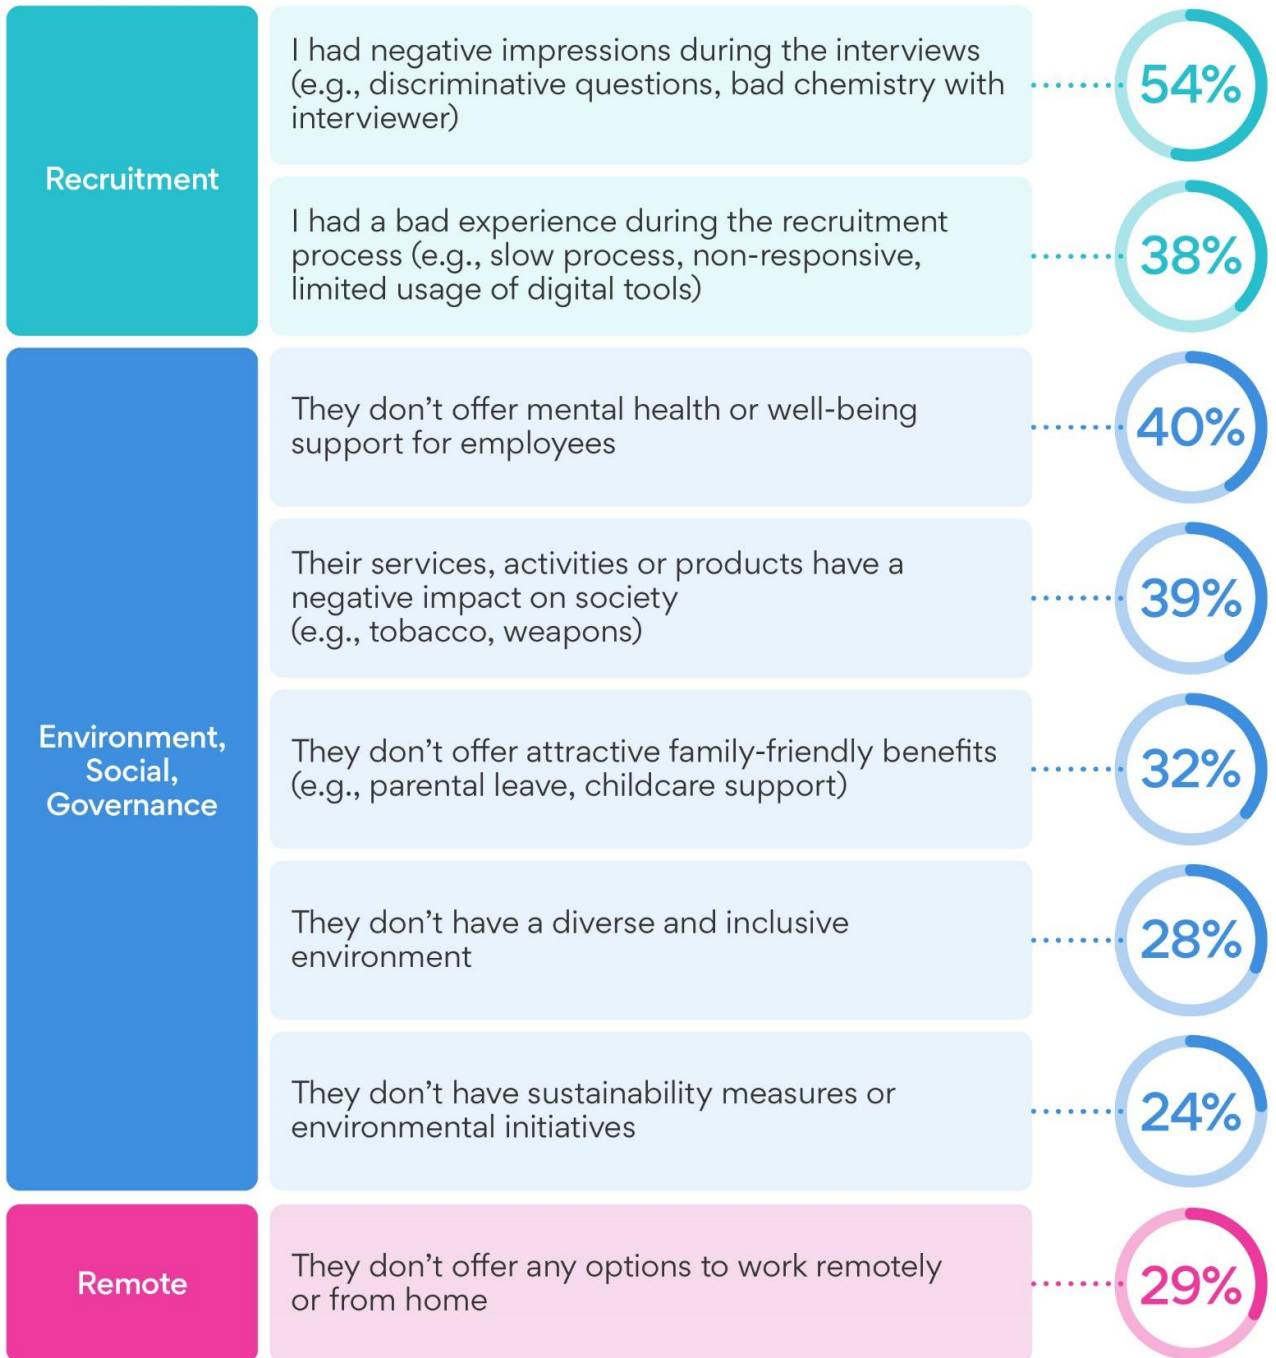 Recruitment
I had negative impressions during the interviews
(e.g., discriminative questions, bad chemistry with
interviewer)
54%
I had a bad experience during the recruitment
process (e.g., slow process, non-responsive,
limited usage of digital tools)
38%
Environment,
Social,
Governance
They don’t offer mental health or well-being
support for employees
40%
Their services, activities or products have a
negative impact on society
(e.g., tobacco, weapons)
39%
They don’t offer attractive family-friendly benefits
(e.g., parental leave, childcare support)
32%
They don’t have a diverse and inclusive
environment
28%
They don’t have sustainability measures or
environmental initiatives
24%
Remote
They don’t offer any options to work remotely
or from home
29%